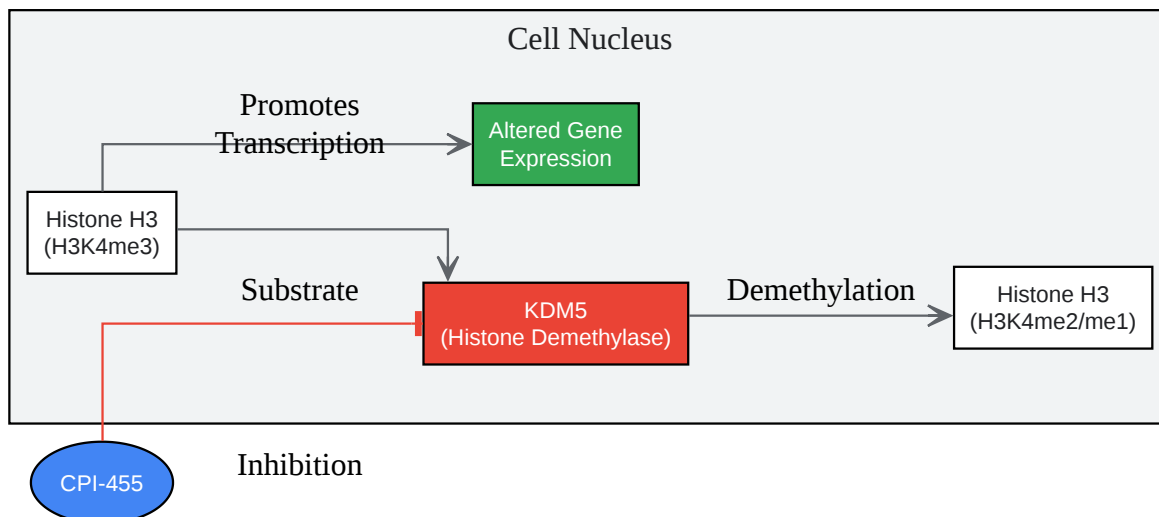 Cell Nucleus
Promotes
Transcription
Altered Gene
Expression
Histone H3
(H3K4me3)
Substrate
KDM5
(Histone Demethylase)
Demethylation
Histone H3
(H3K4me2/me1)
CPI-455
Inhibition